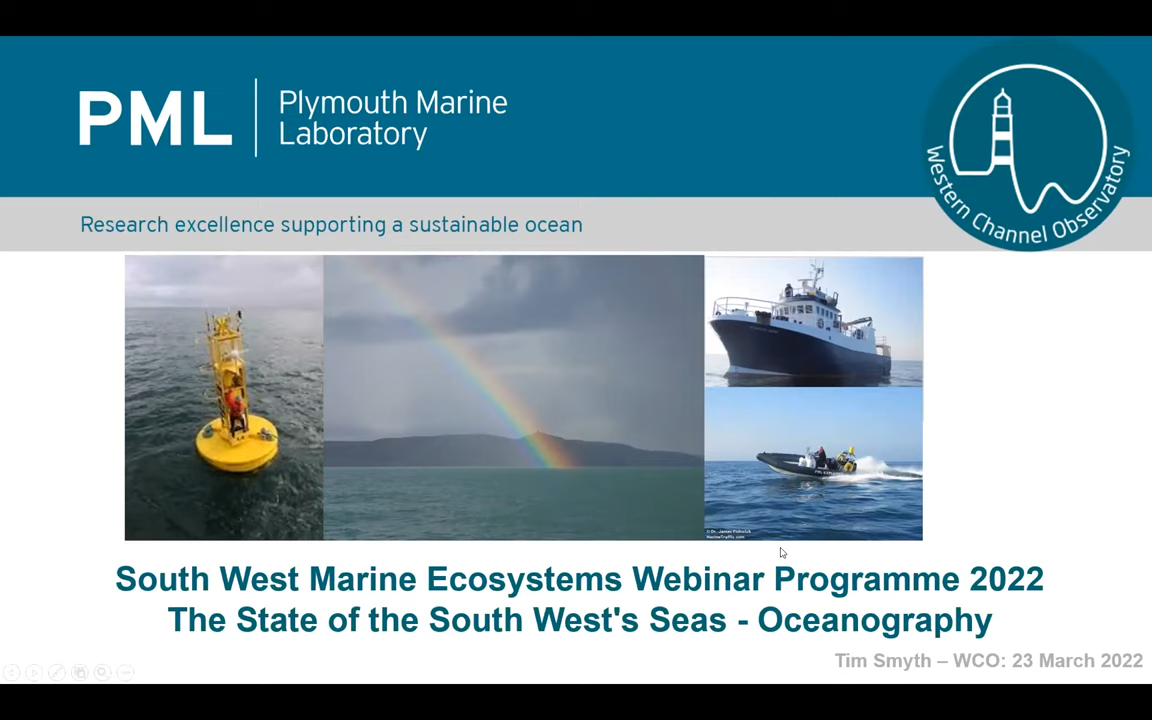 PML
Plymouth Marine
Laboratory
Western Channel Observatory
Research excellence supporting a sustainable ocean
South West Marine Ecosystems Webinar Programme 2022
The State of the South West's Seas - Oceanography
Tim Smyth – WCO: 23 March 2022